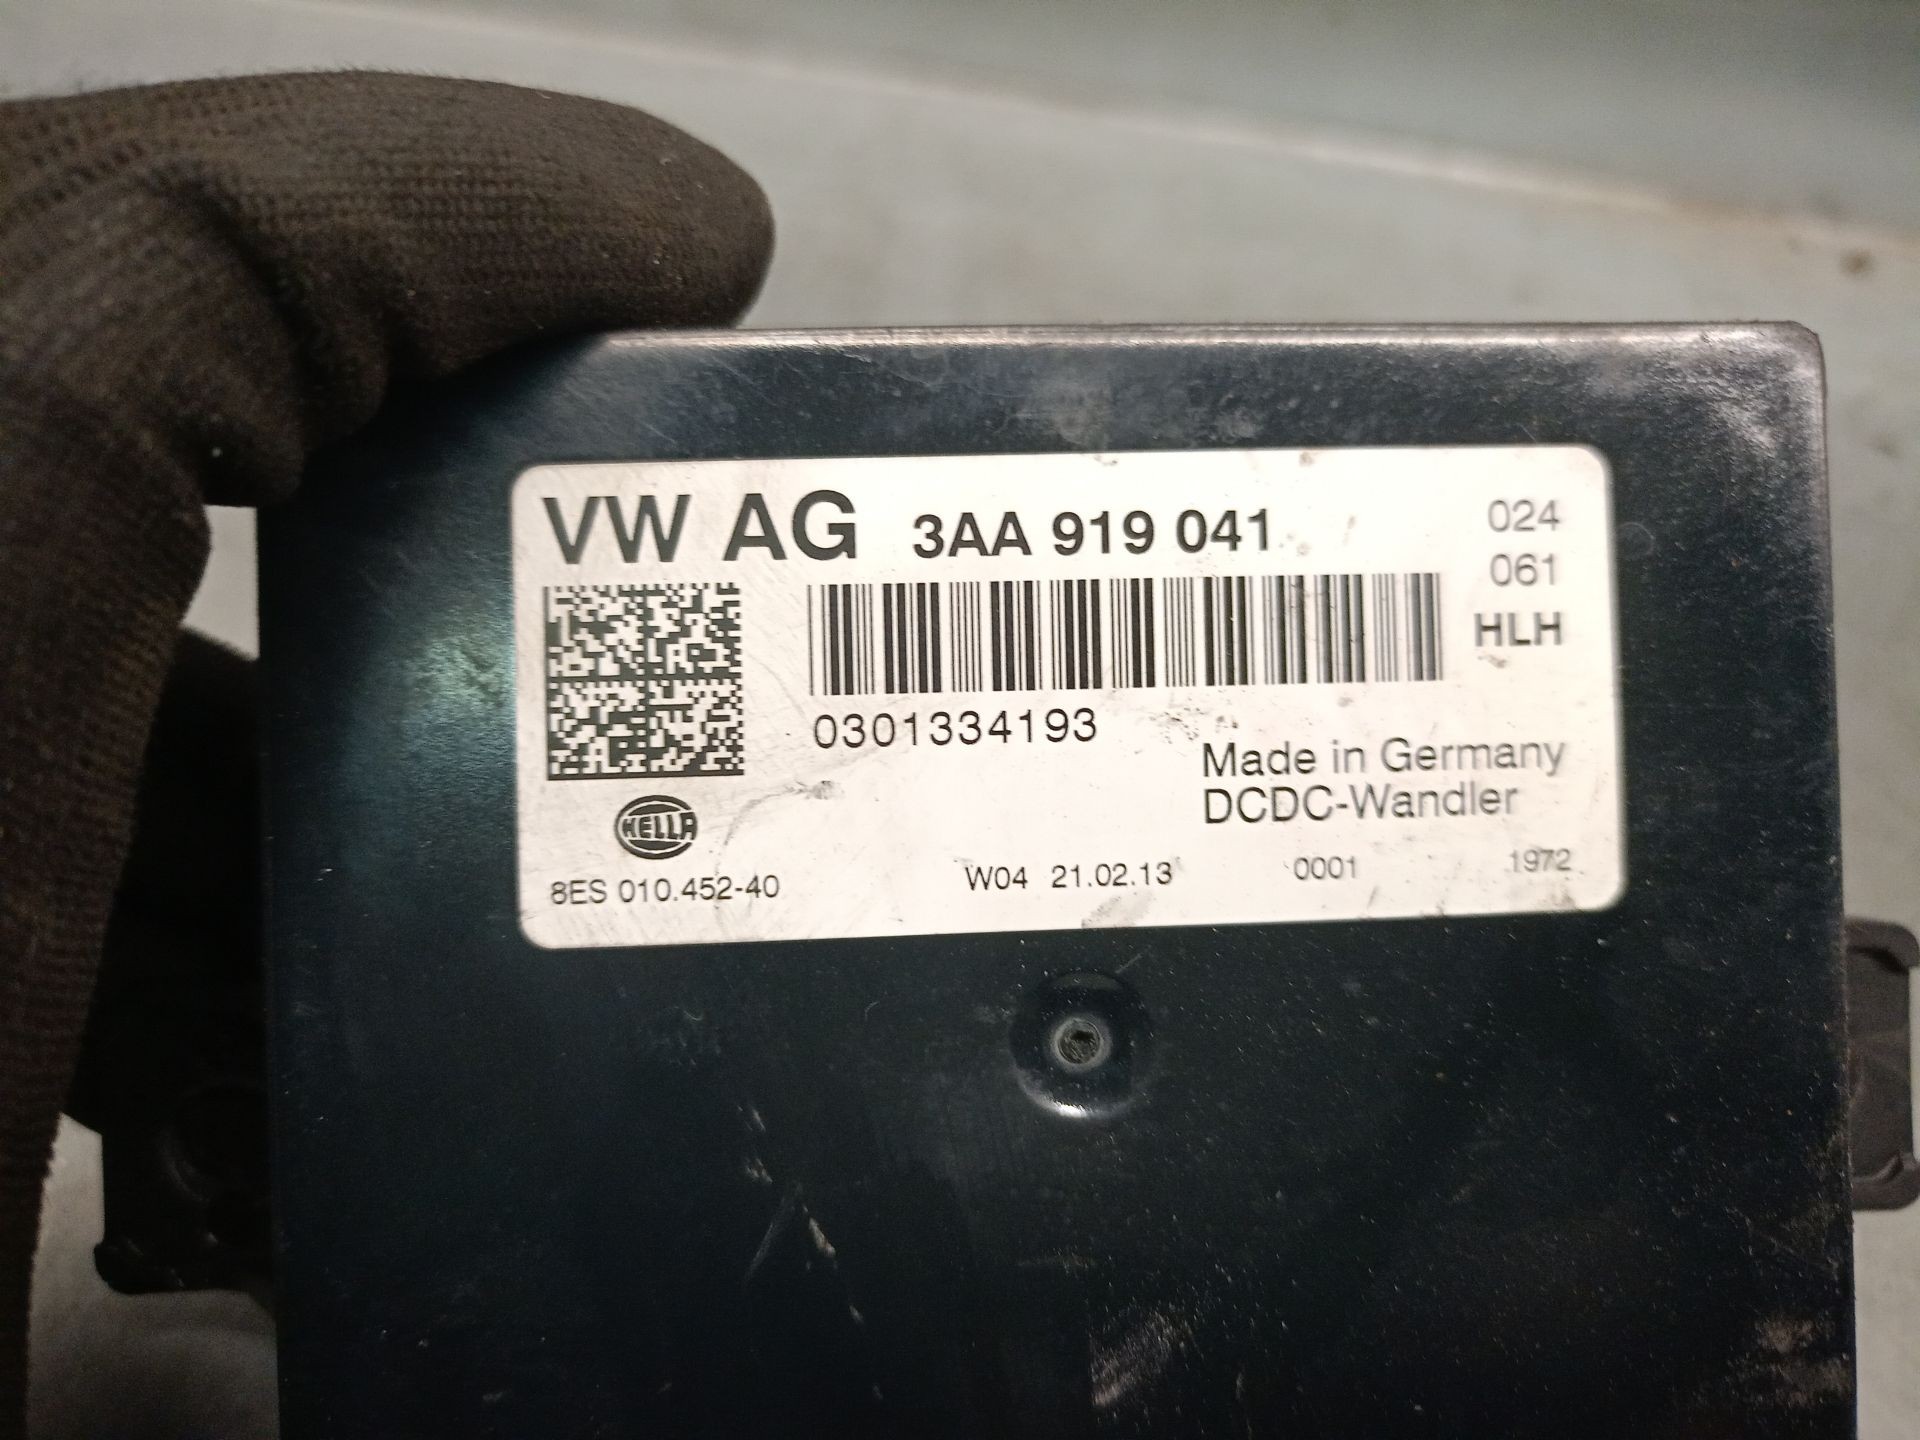 VW AG 3AA 919 041 024
061
HLH
0301334193
Made in Germany
DCDC-Wandler
HELLA
8ES 010.452-40 W04 21.02.13 0001 1972